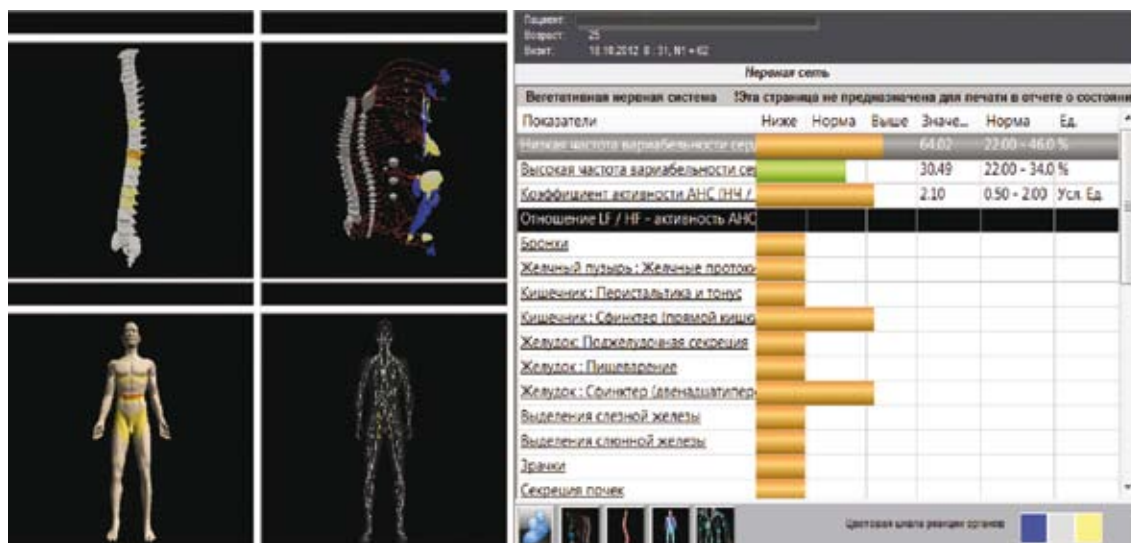 Пациент:
Возраст: 25
Визит: 18.10.2012 8 : 31, N1 = 62
Нервная сеть
Вегетативная нервная система !Эта страница не предназначена для печати в отчете о состояни
Показатели Ниже Норма Выше Значе... Норма Ед.
Низкая частота вариабельности серд 64.02 22.00 - 46.0 %
Высокая частота вариабельности сер 30.49 22.00 - 34.0 %
Коэффициент активности АНС (НЧ / 2.10 0.50 - 2.00 Усл. Ед.
Отношение LF / HF - активность АНС
Бронхи
Желчный пузырь : Желчные протоки
Кишечник : Перистальтика и тонус
Кишечник : Сфинктер (прямой кишки
Желудок: Поджелудочная секреция
Желудок : Пищеварение
Желудок : Сфинктер (двенадцатипер
Выделения слезной железы
Выделения слюнной железы
Зрачки
Секреция почек
Цветовая шкала реакции органов